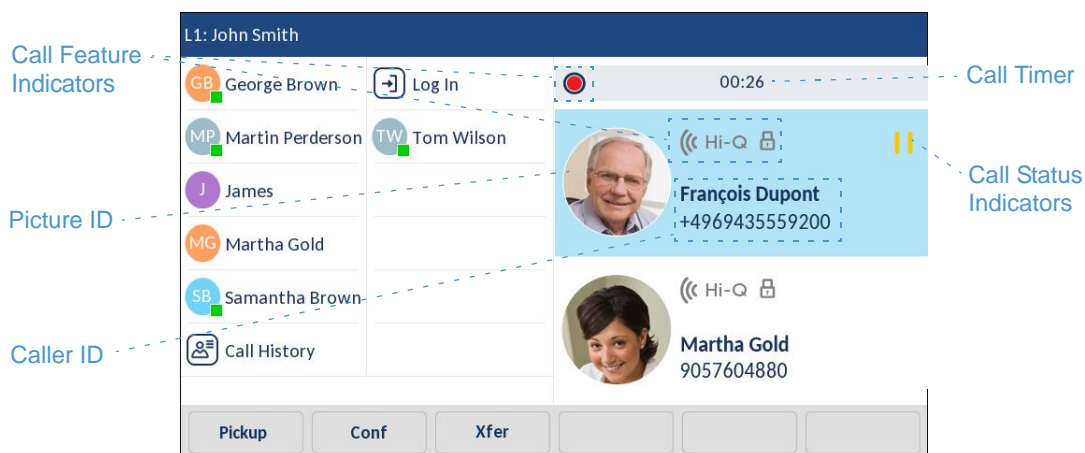 L1: John Smith
Call Feature
Indicators
GB George Brown
Log In
00:26
Call Timer
MP Martin Perderson
TW Tom Wilson
Hi-Q
J James
François Dupont
+4969435559200
Call Status
Indicators
Picture ID
MG Martha Gold
SB Samantha Brown
Hi-Q
Caller ID
Call History
Martha Gold
9057604880
Pickup
Conf
Xfer